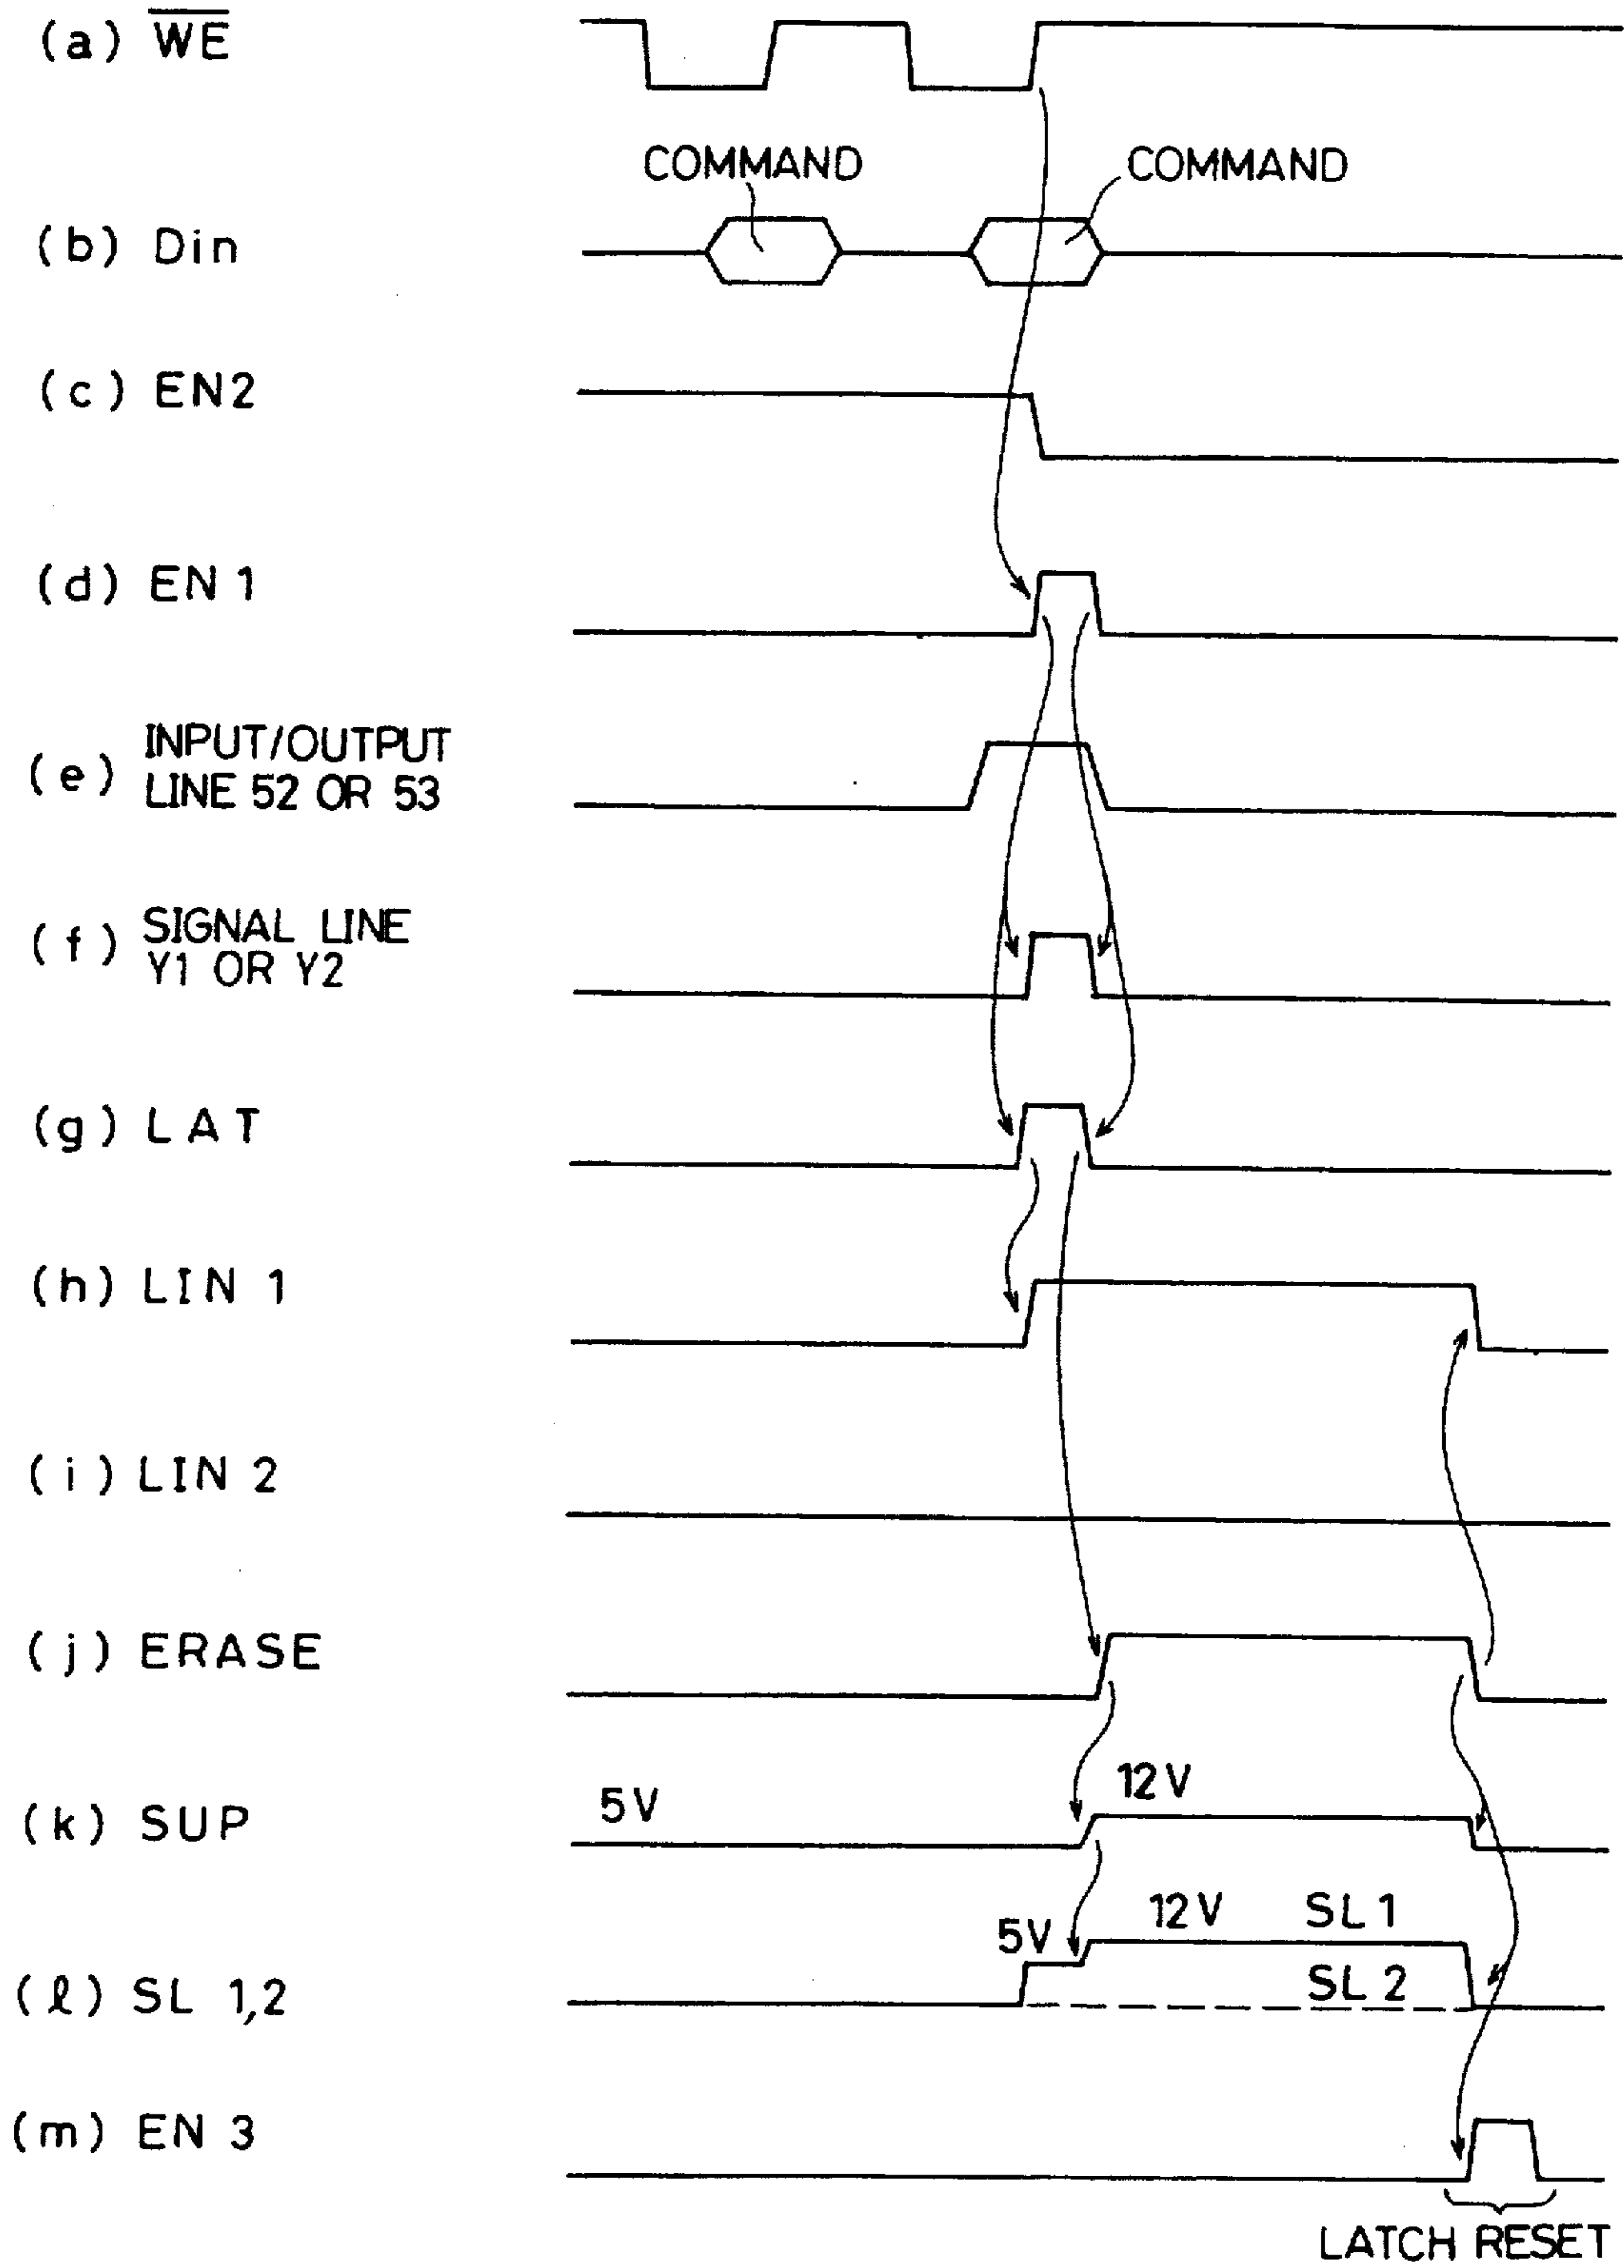 (a) W̅E̅
COMMAND COMMAND
(b) Din
(c) EN2
(d) EN 1
(e) INPUT/OUTPUT
LINE 52 OR 53
(f) SIGNAL LINE
Y1 OR Y2
(g) LAT
(h) LIN 1
(i) LIN 2
(j) ERASE
5V 12V
(k) SUP
5V 12V SL 1
SL 2
(ℓ) SL 1,2
(m) EN 3
LATCH RESET